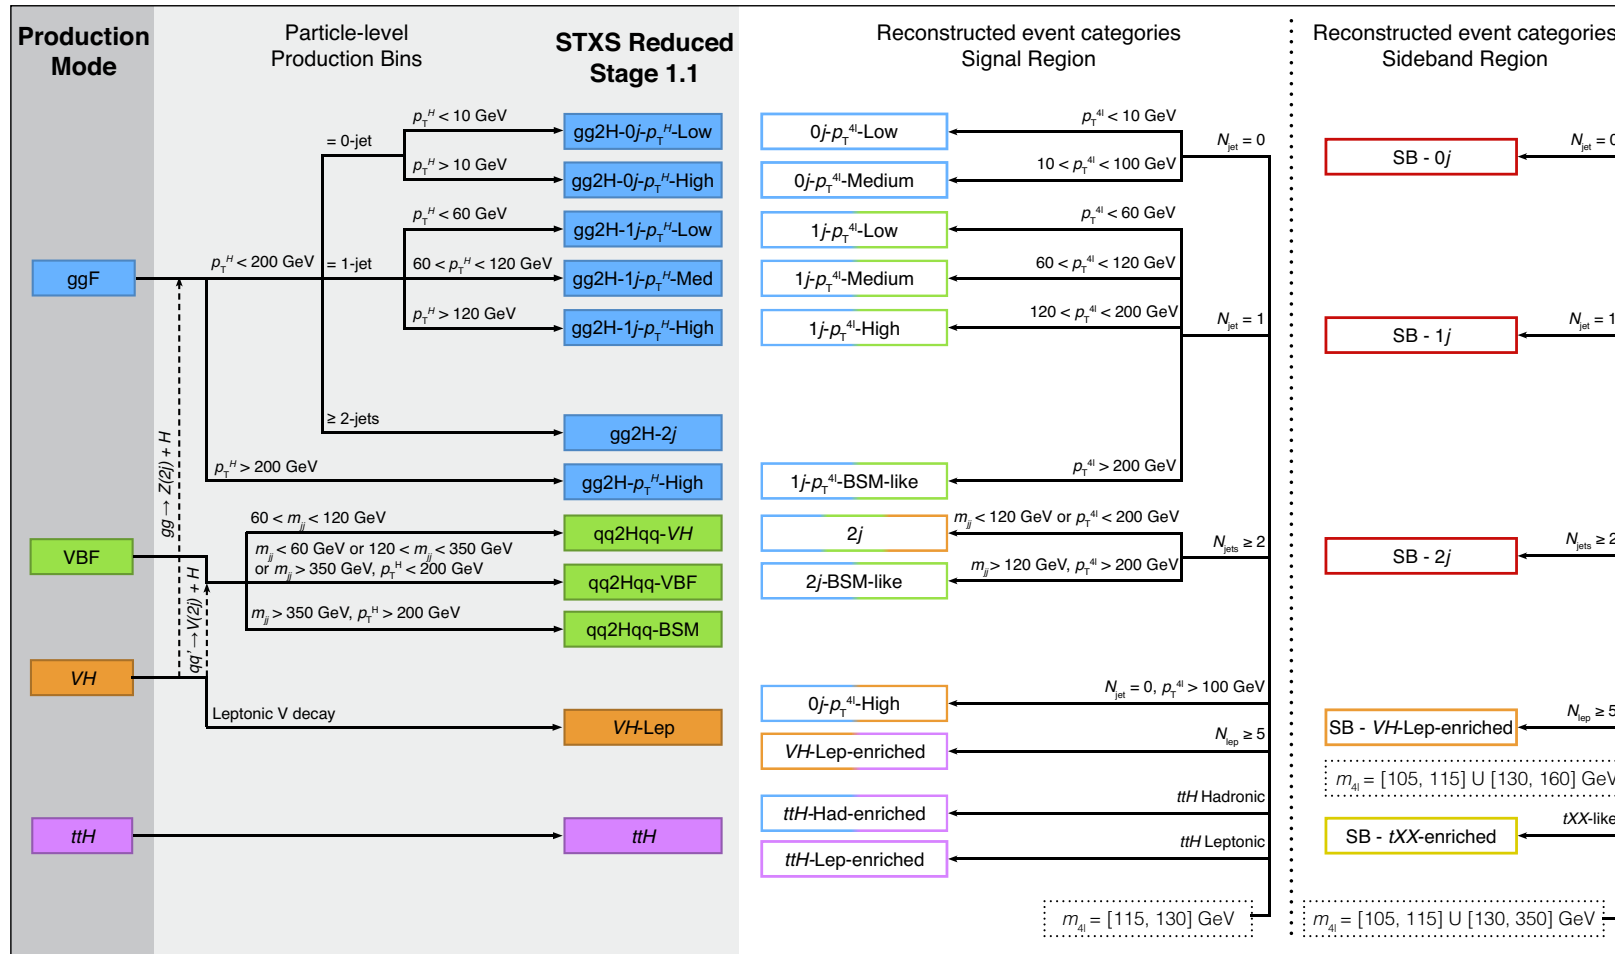 Production
Mode
Particle-level
Production Bins
STXS Reduced
Stage 1.1
Reconstructed event categories
Signal Region
Reconstructed event categories
Sideband Region
ggF
VBF
VH
ttH
gg → Z(2j) + H
qq' → V(2j) + H
p_T^H < 200 GeV
p_T^H > 200 GeV
= 0-jet
= 1-jet
≥ 2-jets
p_T^H < 10 GeV
p_T^H > 10 GeV
p_T^H < 60 GeV
60 < p_T^H < 120 GeV
p_T^H > 120 GeV
60 < m_jj < 120 GeV
m_jj < 60 GeV or 120 < m_jj < 350 GeV
or m_jj > 350 GeV, p_T^H < 200 GeV
m_jj > 350 GeV, p_T^H > 200 GeV
Leptonic V decay
gg2H-0j-p_T^H-Low
gg2H-0j-p_T^H-High
gg2H-1j-p_T^H-Low
gg2H-1j-p_T^H-Med
gg2H-1j-p_T^H-High
gg2H-2j
gg2H-p_T^H-High
qq2Hqq-VH
qq2Hqq-VBF
qq2Hqq-BSM
VH-Lep
ttH
0j-p_T^4l-Low
0j-p_T^4l-Medium
1j-p_T^4l-Low
1j-p_T^4l-Medium
1j-p_T^4l-High
1j-p_T^4l-BSM-like
2j
2j-BSM-like
0j-p_T^4l-High
VH-Lep-enriched
ttH-Had-enriched
ttH-Lep-enriched
p_T^4l < 10 GeV
10 < p_T^4l < 100 GeV
p_T^4l < 60 GeV
60 < p_T^4l < 120 GeV
120 < p_T^4l < 200 GeV
p_T^4l > 200 GeV
m_jj < 120 GeV or p_T^4l < 200 GeV
m_jj > 120 GeV, p_T^4l > 200 GeV
N_jet = 0, p_T^4l > 100 GeV
N_lep ≥ 5
ttH Hadronic
ttH Leptonic
N_jet = 0
N_jet = 1
N_jets ≥ 2
m_4l = [115, 130] GeV
SB - 0j
N_jet = 0
SB - 1j
N_jet = 1
SB - 2j
N_jets ≥ 2
SB - VH-Lep-enriched
N_lep ≥ 5
m_4l = [105, 115] U [130, 160] GeV
SB - tXX-enriched
tXX-like
m_4l = [105, 115] U [130, 350] GeV